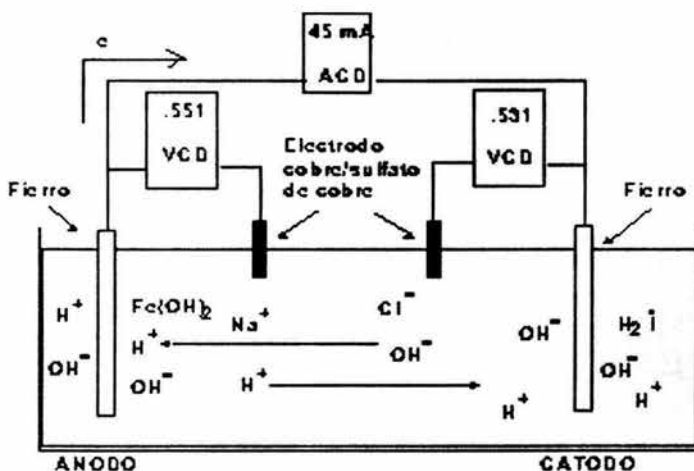 e
45 mA
ACD
.551
VCD
.531
VCD
Electrodo
cobre/sulfato
de cobre
Fierro
Fierro
H+
Fe(OH)2
Na+
Cl-
OH-
H2
H+
OH-
OH-
OH-
H+
OH-
H+
H+
ANODO
CATODO